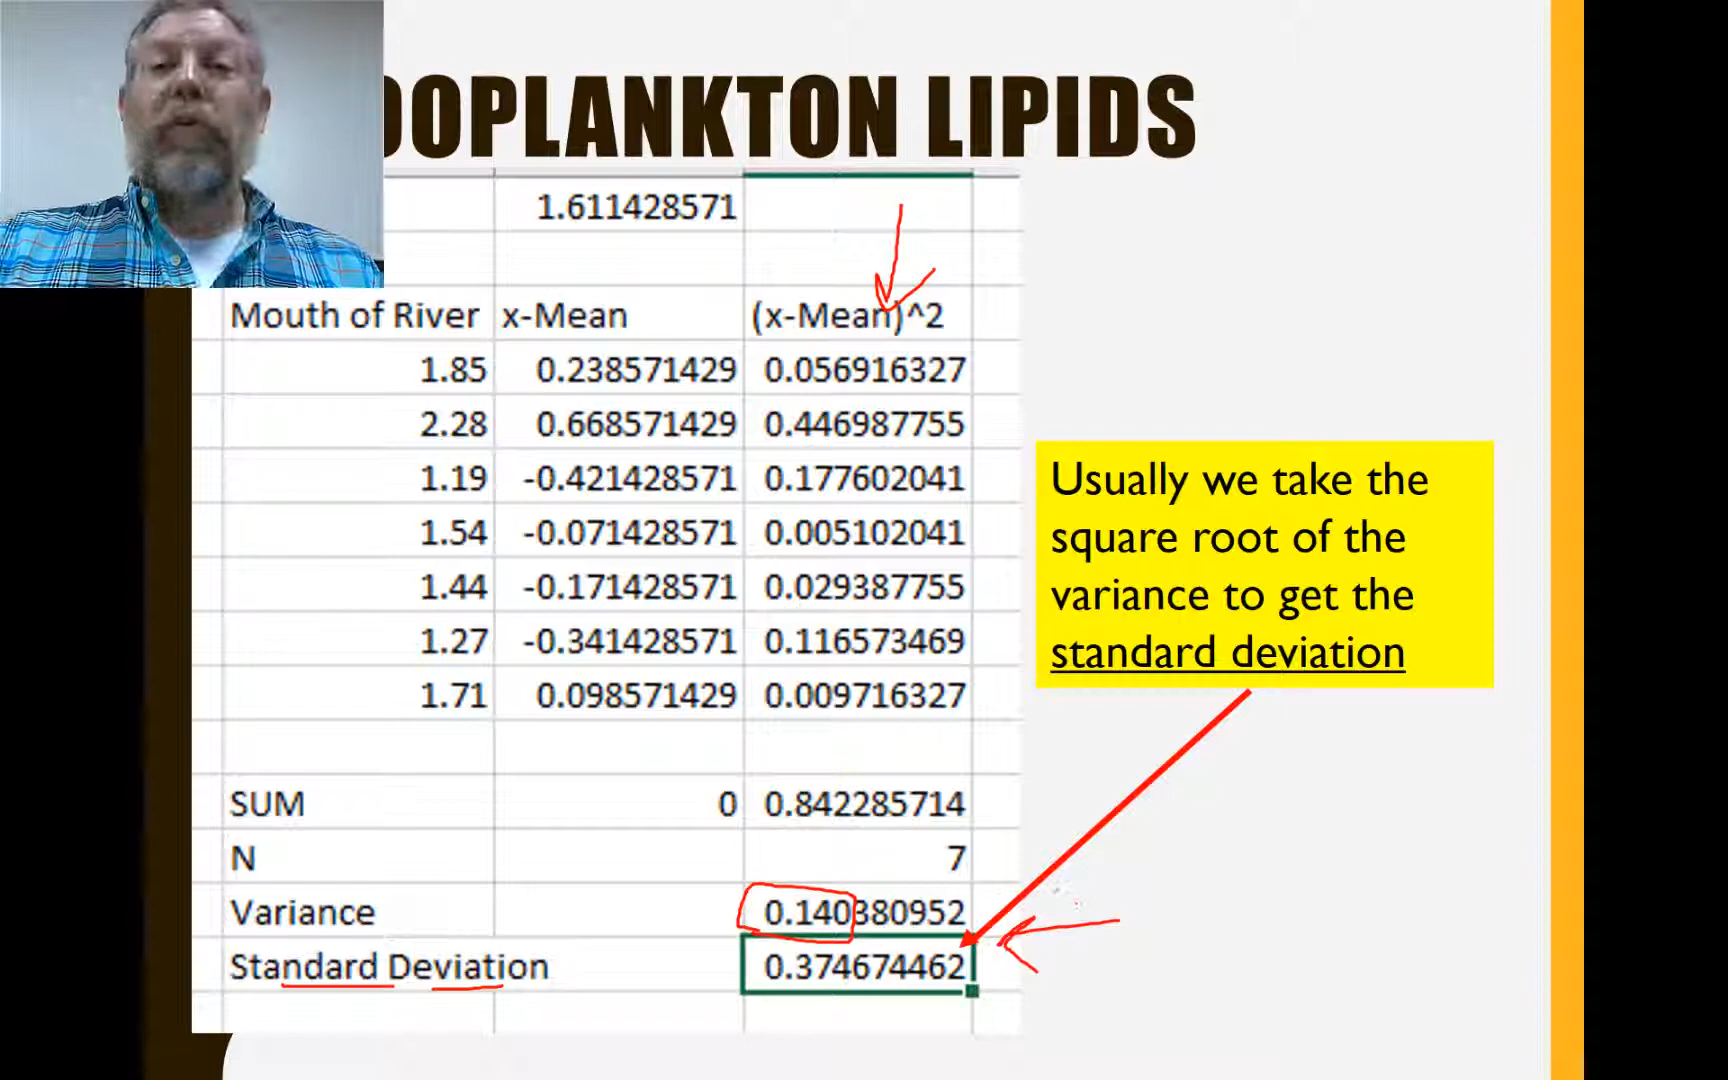 OOPLANKTON LIPIDS
1.611428571
Mouth of River x-Mean (x-Mean)^2
1.85 0.238571429 0.056916327
2.28 0.668571429 0.446987755
1.19 -0.421428571 0.177602041
1.54 -0.071428571 0.005102041
1.44 -0.171428571 0.029387755
1.27 -0.341428571 0.116573469
1.71 0.098571429 0.009716327
SUM 0 0.842285714
N 7
Variance 0.140380952
Standard Deviation 0.374674462
Usually we take the
square root of the
variance to get the
standard deviation